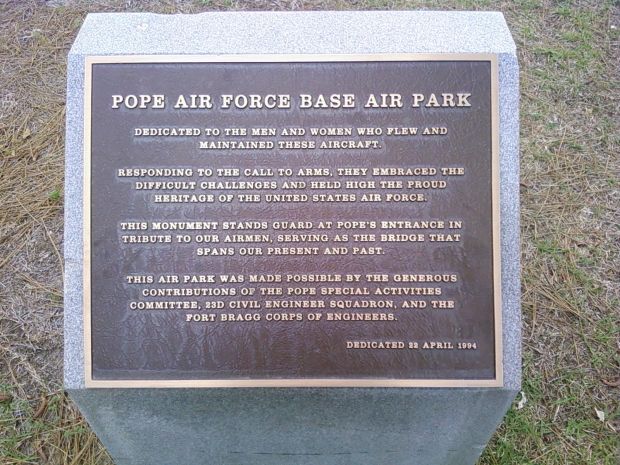 POPE AIR FORCE BASE AIR PARK
DEDICATED TO THE MEN AND WOMEN WHO FLEW AND
MAINTAINED THESE AIRCRAFT.
RESPONDING TO THE CALL TO ARMS, THEY EMBRACED THE
DIFFICULT CHALLENGES AND HELD HIGH THE PROUD
HERITAGE OF THE UNITED STATES AIR FORCE.
THIS MONUMENT STANDS GUARD AT POPE'S ENTRANCE IN
TRIBUTE TO OUR AIRMEN, SERVING AS THE BRIDGE THAT
SPANS OUR PRESENT AND PAST.
THIS AIR PARK WAS MADE POSSIBLE BY THE GENEROUS
CONTRIBUTIONS OF THE POPE SPECIAL ACTIVITIES
COMMITTEE, 23D CIVIL ENGINEER SQUADRON, AND THE
FORT BRAGG CORPS OF ENGINEERS.
DEDICATED 22 APRIL 1994